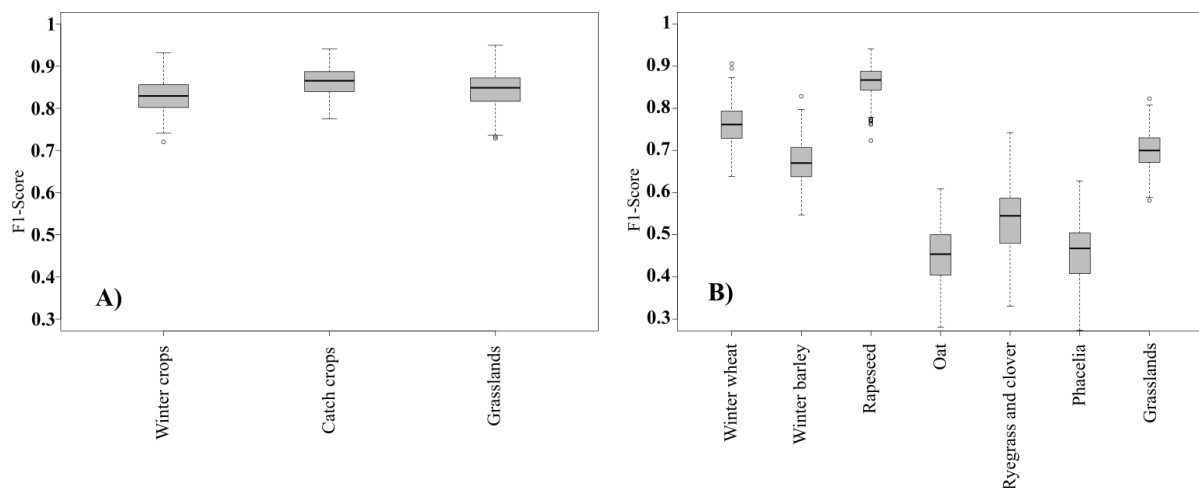 1
0.9
0.8
0.7
0.6
0.5
0.4
0.3
F1-Score
A)
Winter crops
Catch crops
Grasslands
1
0.9
0.8
0.7
0.6
0.5
0.4
0.3
F1-Score
B)
Winter wheat
Winter barley
Rapeseed
Oat
Ryegrass and clover
Phacelia
Grasslands